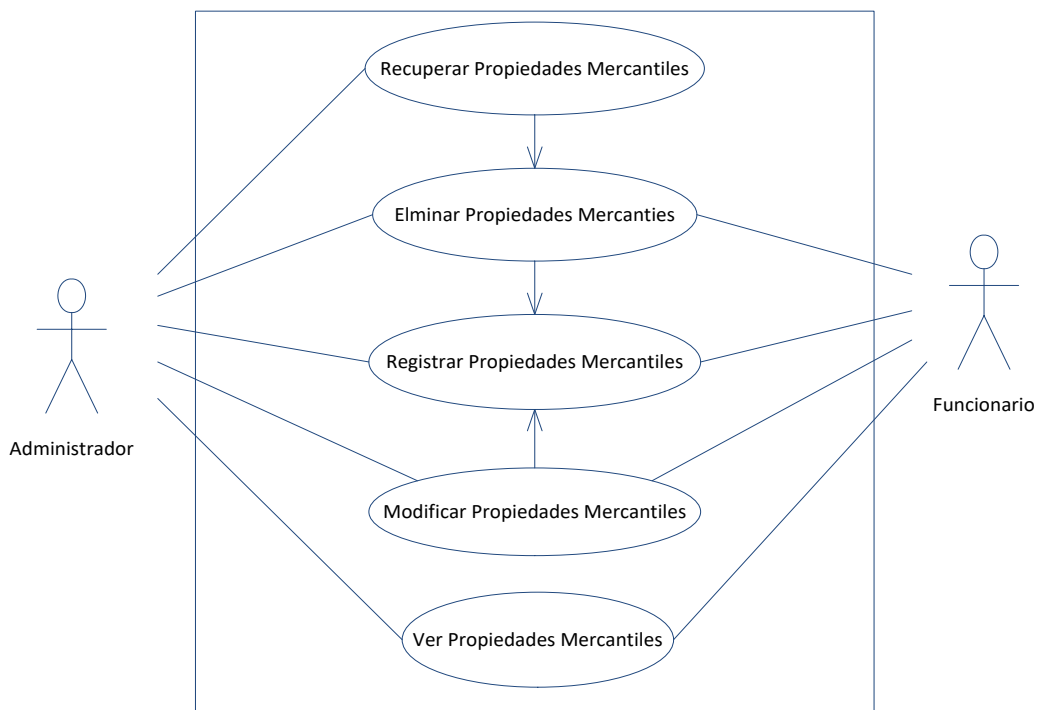 Recuperar Propiedades Mercantiles
Elminar Propiedades Mercanties
Registrar Propiedades Mercantiles
Funcionario
Administrador
Modificar Propiedades Mercantiles
Ver Propiedades Mercantiles